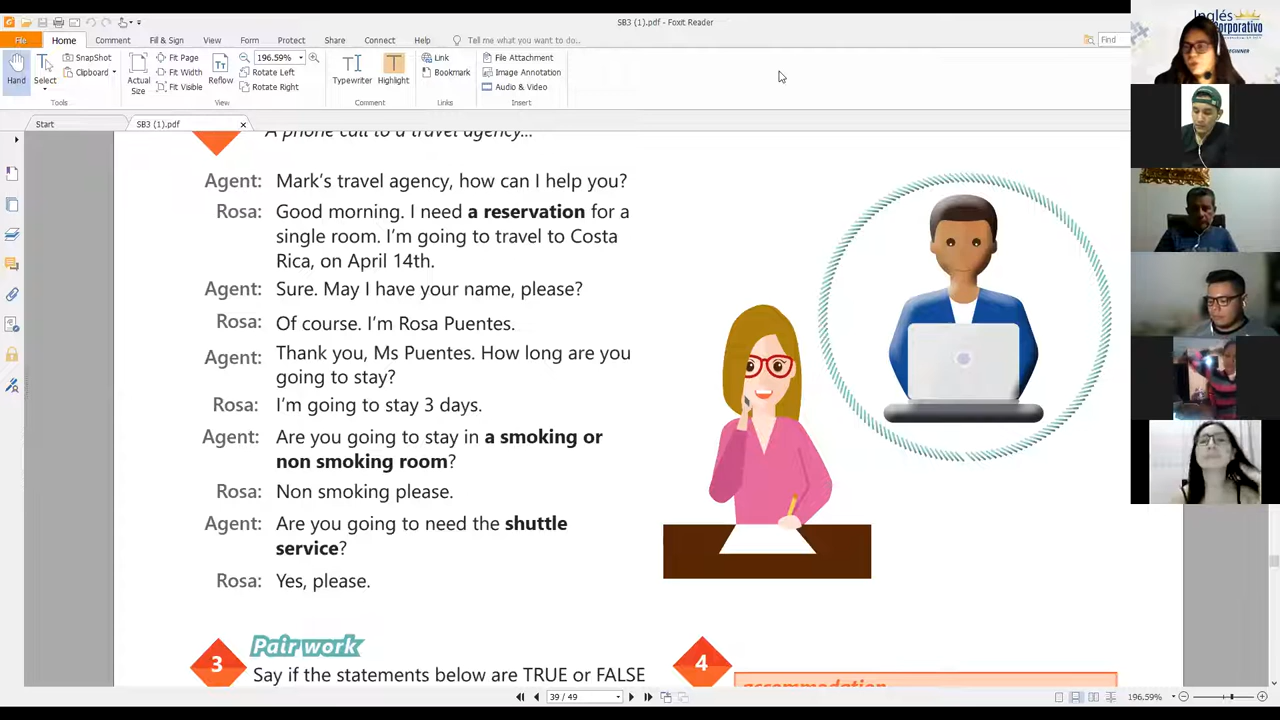 SB3 (1).pdf - Foxit Reader
File Home Comment Fill & Sign View Form Protect Share Connect Help Tell me what you want to do... Find
Hand
Select
SnapShot
Clipboard
Tools
Actual Size
Fit Page
Fit Width
Fit Visible
Reflow
196.59%
Rotate Left
Rotate Right
View
Typewriter
Highlight
Comment
Link
Bookmark
Links
File Attachment
Image Annotation
Audio & Video
Insert
Inglés
Corporativo
Start
SB3 (1).pdf
A phone call to a travel agency...
Agent: Mark's travel agency, how can I help you?
Rosa: Good morning. I need a reservation for a
single room. I'm going to travel to Costa
Rica, on April 14th.
Agent: Sure. May I have your name, please?
Rosa: Of course. I'm Rosa Puentes.
Agent: Thank you, Ms Puentes. How long are you
going to stay?
Rosa: I'm going to stay 3 days.
Agent: Are you going to stay in a smoking or
non smoking room?
Rosa: Non smoking please.
Agent: Are you going to need the shuttle
service?
Rosa: Yes, please.
3 Pair work
Say if the statements below are TRUE or FALSE
4
accommodation
39 / 49
196.59%